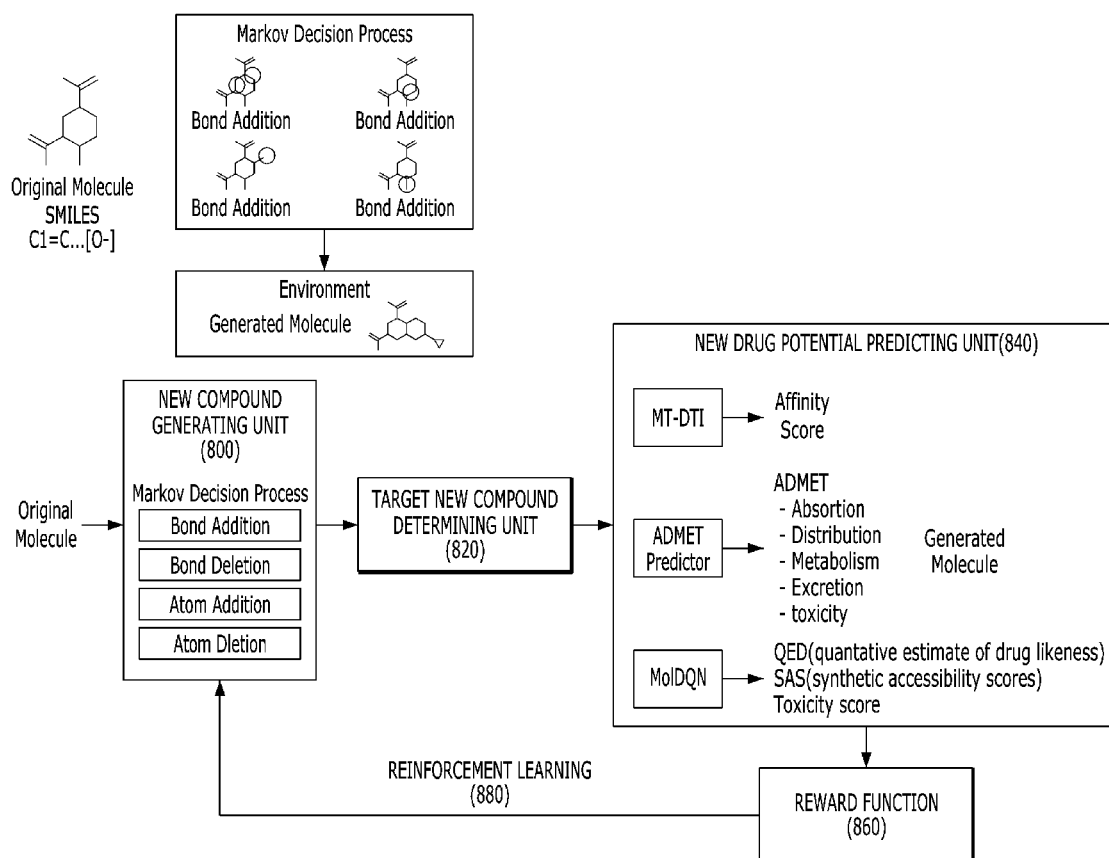 Markov Decision Process
Bond Addition
Bond Addition
Bond Addition
Bond Addition
Original Molecule
SMILES
C1=C...[O-]
Environment
Generated Molecule
NEW COMPOUND
GENERATING UNIT
(800)
Markov Decision Process
Bond Addition
Bond Deletion
Atom Addition
Atom Dletion
Original
Molecule
TARGET NEW COMPOUND
DETERMINING UNIT
(820)
NEW DRUG POTENTIAL PREDICTING UNIT(840)
MT-DTI
Affinity
Score
ADMET
Predictor
ADMET
- Absortion
- Distribution
- Metabolism
- Excretion
- toxicity
Generated
Molecule
MolDQN
QED(quantative estimate of drug likeness)
SAS(synthetic accessibility scores)
Toxicity score
REINFORCEMENT LEARNING
(880)
REWARD FUNCTION
(860)